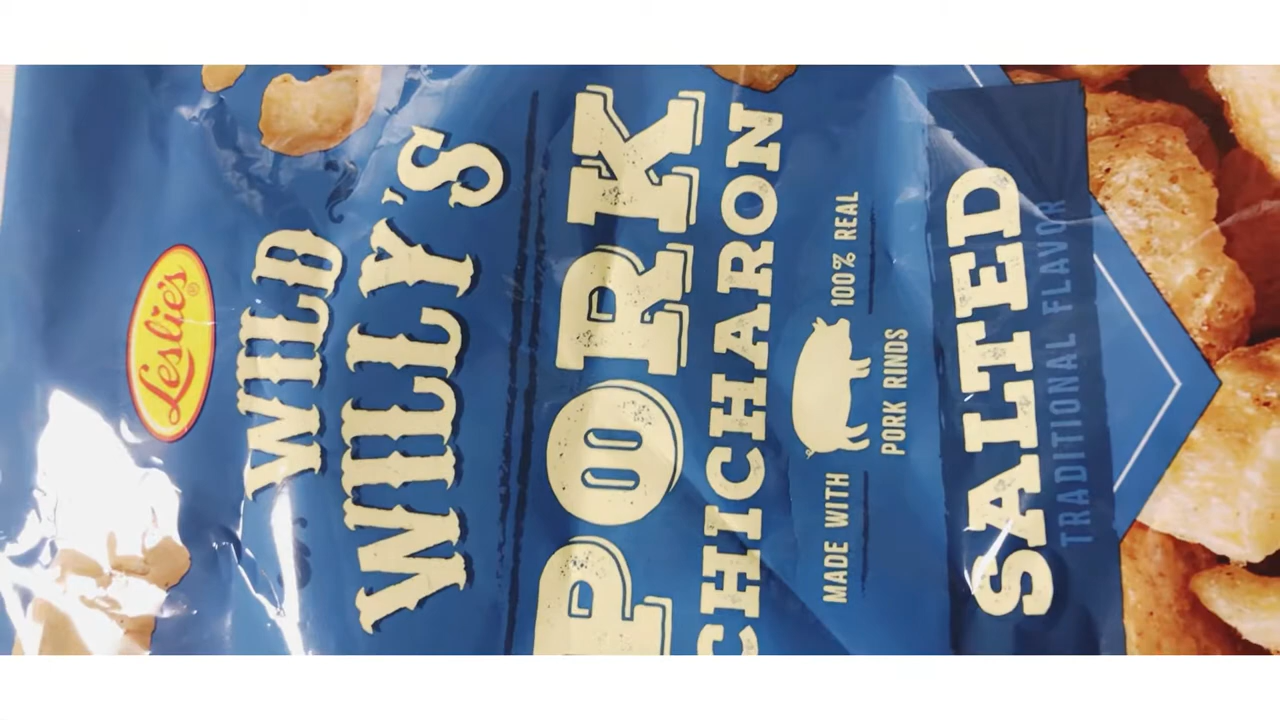 Leslie's®
WILD
WILLY'S
PORK
CHICHARON
MADE WITH 100% REAL
PORK RINDS
SALTED
TRADITIONAL FLAVOR